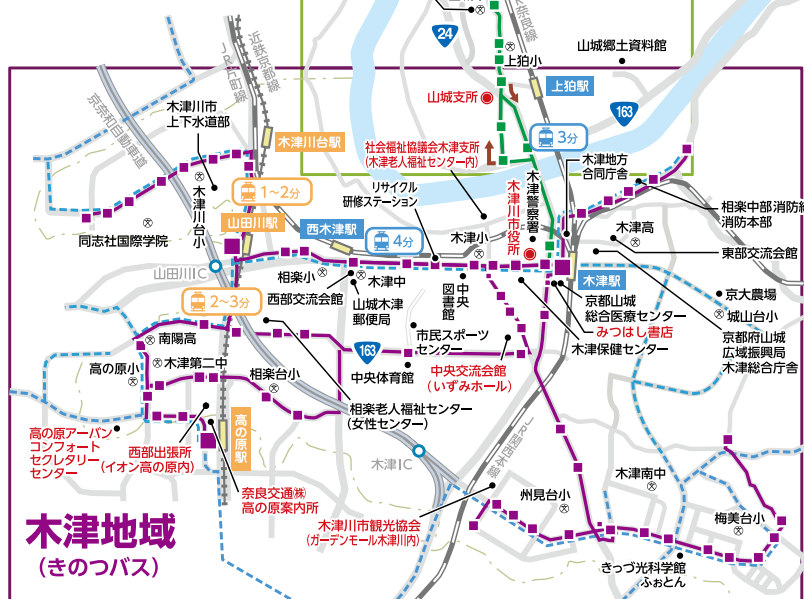 24
奈良線
上狛小
山城郷土資料館
近鉄京都線
JR片町線
山城支所
上狛駅
163
京奈和自動車道
木津川市
上下水道部
木津川台駅
社会福祉協議会木津支所
(木津老人福祉センター内)
3分
木津地方
合同庁舎
木津川台小
1~2分
リサイクル
研修ステーション
木津川市役所
木津警察署
相楽中部消防組
消防本部
同志社国際学院
山田川駅
西木津駅
4分
木津小
木津高
東部交流会館
山田川IC
相楽小
木津中
西部交流会館
山城木津
郵便局
中央
図書館
木津駅
京都山城
総合医療センター
みつはし書店
木津保健センター
京大農場
城山台小
京都府山城
広域振興局
木津総合庁舎
2~3分
南陽高
市民スポーツ
センター
163
高の原小
木津第二中
相楽台小
中央体育館
中央交流会館
(いずみホール)
高の原アーバン
コンフォート
セクレタリー
センター
西部出張所
(イオン高の原内)
高の原駅
相楽老人福祉センター
(女性センター)
木津IC
JR関西本線
奈良交通㈱
高の原案内所
木津川市観光協会
(ガーデンモール木津川内)
州見台小
木津南中
梅美台小
木津地域
(きのつバス)
きっづ光科学館
ふぉとん